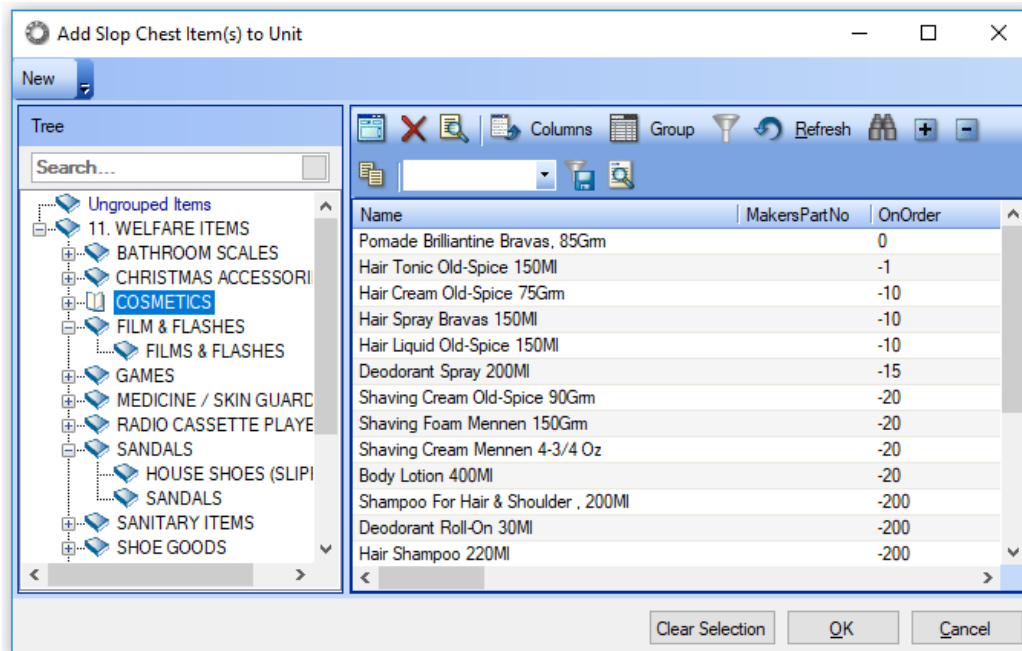 Add Slop Chest Item(s) to Unit
New
Tree
Search...
Ungrouped Items
11. WELFARE ITEMS
BATHROOM SCALES
CHRISTMAS ACCESSORI
COSMETICS
FILM & FLASHES
FILMS & FLASHES
GAMES
MEDICINE / SKIN GUARD
RADIO CASSETTE PLAYE
SANDALS
HOUSE SHOES (SLIPI
SANDALS
SANITARY ITEMS
SHOE GOODS
Columns Group Refresh
Name MakersPartNo OnOrder
Pomade Brilliantine Bravas, 85Grm 0
Hair Tonic Old-Spice 150Ml -1
Hair Cream Old-Spice 75Grm -10
Hair Spray Bravas 150Ml -10
Hair Liquid Old-Spice 150Ml -10
Deodorant Spray 200Ml -15
Shaving Cream Old-Spice 90Grm -20
Shaving Foam Mennen 150Grm -20
Shaving Cream Mennen 4-3/4 Oz -20
Body Lotion 400Ml -20
Shampoo For Hair & Shoulder , 200Ml -200
Deodorant Roll-On 30Ml -200
Hair Shampoo 220Ml -200
Clear Selection OK Cancel